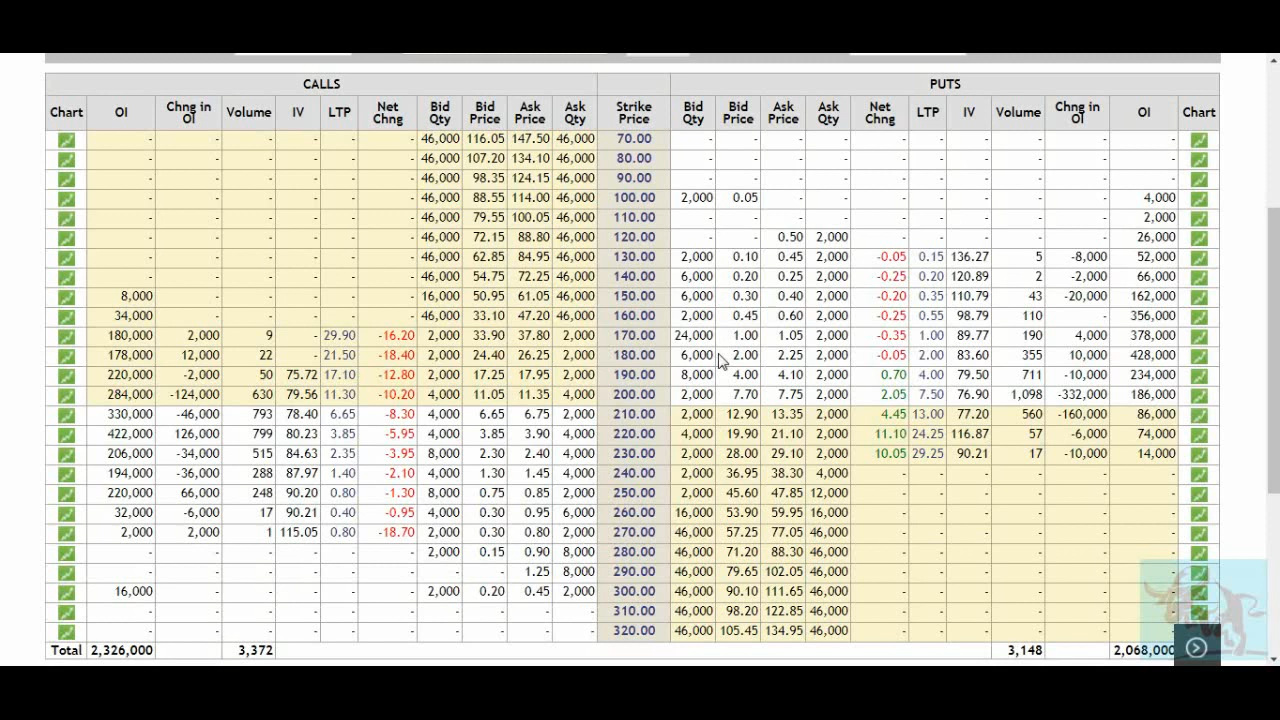 CALLS PUTS
Chart OI Chng in OI Volume IV LTP Net Chng Bid Qty Bid Price Ask Price Ask Qty Strike Price Bid Qty Bid Price Ask Price Ask Qty Net Chng LTP IV Volume Chng in OI OI Chart
- - - - - - 46,000 116.05 147.50 46,000 70.00 - - - - - - - - - -
- - - - - - 46,000 107.20 134.10 46,000 80.00 - - - - - - - - - -
- - - - - - 46,000 98.35 124.15 46,000 90.00 - - - - - - - - - -
- - - - - - 46,000 88.55 114.00 46,000 100.00 2,000 0.05 - - - - - - - 4,000
- - - - - - 46,000 79.55 100.05 46,000 110.00 - - - - - - - - - 2,000
- - - - - - 46,000 72.15 88.80 46,000 120.00 - - 0.50 2,000 - - - - - 26,000
- - - - - - 46,000 62.85 84.95 46,000 130.00 2,000 0.10 0.45 2,000 -0.05 0.15 136.27 5 -8,000 52,000
- - - - - - 46,000 54.75 72.25 46,000 140.00 6,000 0.20 0.25 2,000 -0.25 0.20 120.89 2 -2,000 66,000
8,000 - - - - - 16,000 50.95 61.05 46,000 150.00 6,000 0.30 0.40 2,000 -0.20 0.35 110.79 43 -20,000 162,000
34,000 - - - - - 46,000 33.10 47.20 46,000 160.00 2,000 0.45 0.60 2,000 -0.25 0.55 98.79 110 - 356,000
180,000 2,000 9 - 29.90 -16.20 2,000 33.90 37.80 2,000 170.00 24,000 1.00 1.05 2,000 -0.35 1.00 89.77 190 4,000 378,000
178,000 12,000 22 - 21.50 -18.40 2,000 24.40 26.25 2,000 180.00 6,000 2.00 2.25 2,000 -0.05 2.00 83.60 355 10,000 428,000
220,000 -2,000 50 75.72 17.10 -12.80 2,000 17.25 17.95 2,000 190.00 8,000 4.00 4.10 2,000 0.70 4.00 79.50 711 -10,000 234,000
284,000 -124,000 630 79.56 11.30 -10.20 4,000 11.05 11.35 4,000 200.00 2,000 7.70 7.75 2,000 2.05 7.50 76.90 1,098 -332,000 186,000
330,000 -46,000 793 78.40 6.65 -8.30 4,000 6.65 6.75 2,000 210.00 2,000 12.90 13.35 2,000 4.45 13.00 77.20 560 -160,000 86,000
422,000 126,000 799 80.23 3.85 -5.95 4,000 3.85 3.90 4,000 220.00 4,000 19.90 21.10 2,000 11.10 24.25 116.87 57 -6,000 74,000
206,000 -34,000 515 84.63 2.35 -3.95 8,000 2.30 2.40 4,000 230.00 2,000 28.00 29.10 2,000 10.05 29.25 90.21 17 -10,000 14,000
194,000 -36,000 288 87.97 1.40 -2.10 4,000 1.30 1.45 4,000 240.00 2,000 36.95 38.30 4,000 - - - - - -
220,000 66,000 248 90.20 0.80 -1.30 8,000 0.75 0.85 2,000 250.00 2,000 45.60 47.85 12,000 - - - - - -
32,000 -6,000 17 90.21 0.40 -0.95 4,000 0.30 0.95 6,000 260.00 16,000 53.90 59.95 16,000 - - - - - -
2,000 2,000 1 115.05 0.80 -18.70 2,000 0.30 0.80 2,000 270.00 46,000 57.25 77.05 46,000 - - - - - -
- - - - - - 2,000 0.15 0.90 8,000 280.00 46,000 71.20 88.30 46,000 - - - - - -
- - - - - - - - 1.25 8,000 290.00 46,000 79.65 102.05 46,000 - - - - - -
16,000 - - - - - 2,000 0.20 0.45 2,000 300.00 46,000 90.10 111.65 46,000 - - - - - -
- - - - - - - - - - 310.00 46,000 98.20 122.85 46,000 - - - - - -
- - - - - - - - - - 320.00 46,000 105.45 134.95 46,000 - - - - - -
Total 2,326,000 3,372 3,148 2,068,000